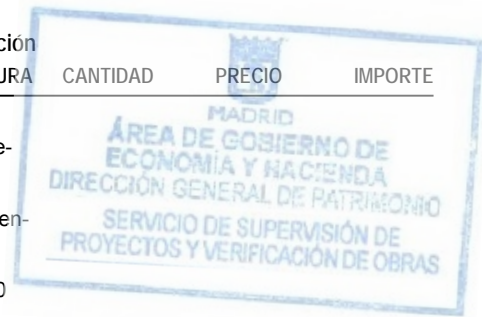 ción
URA CANTIDAD PRECIO IMPORTE
MADRID
ÁREA DE GOBIERNO DE
e-
ECONOMÍA Y HACIENDA
DIRECCIÓN GENERAL DE PATRIMONIO
en-
SERVICIO DE SUPERVISIÓN DE
PROYECTOS Y VERIFICACIÓN DE OBRAS
0